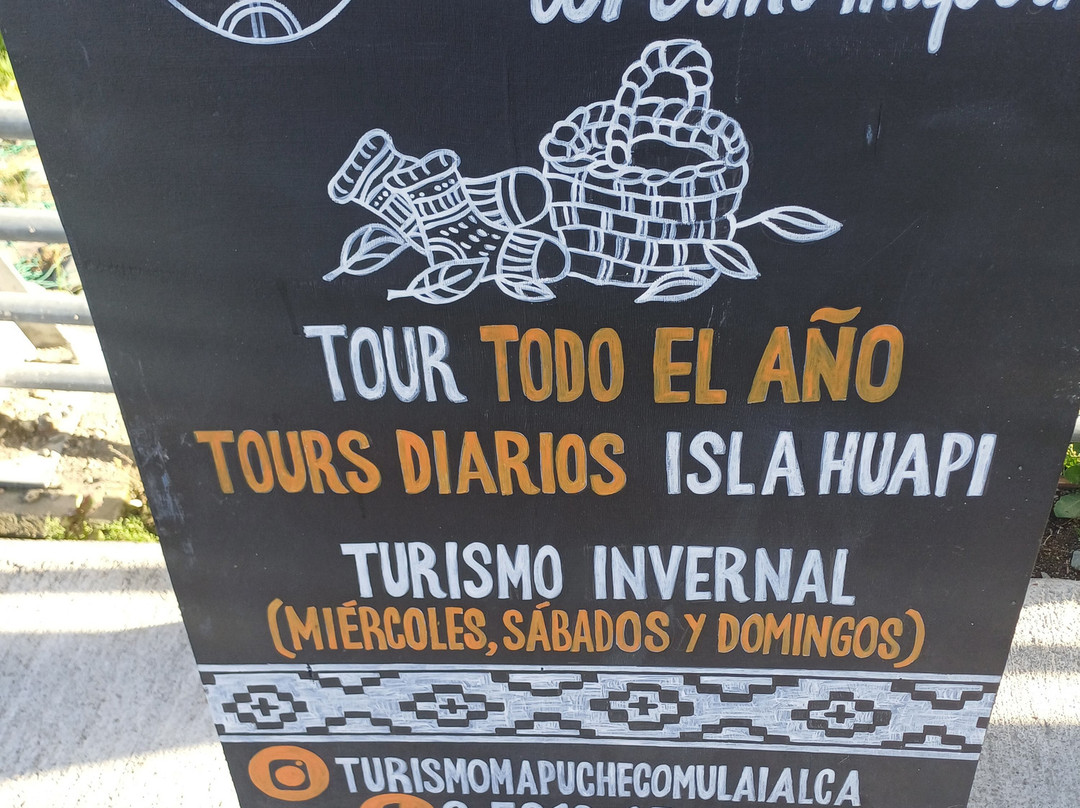 TOUR TODO EL AÑO
TOURS DIARIOS ISLA HUAPI
TURISMO INVERNAL
(MIÉRCOLES, SÁBADOS Y DOMINGOS)
TURISMOMAPUCHECOMULAIALCA